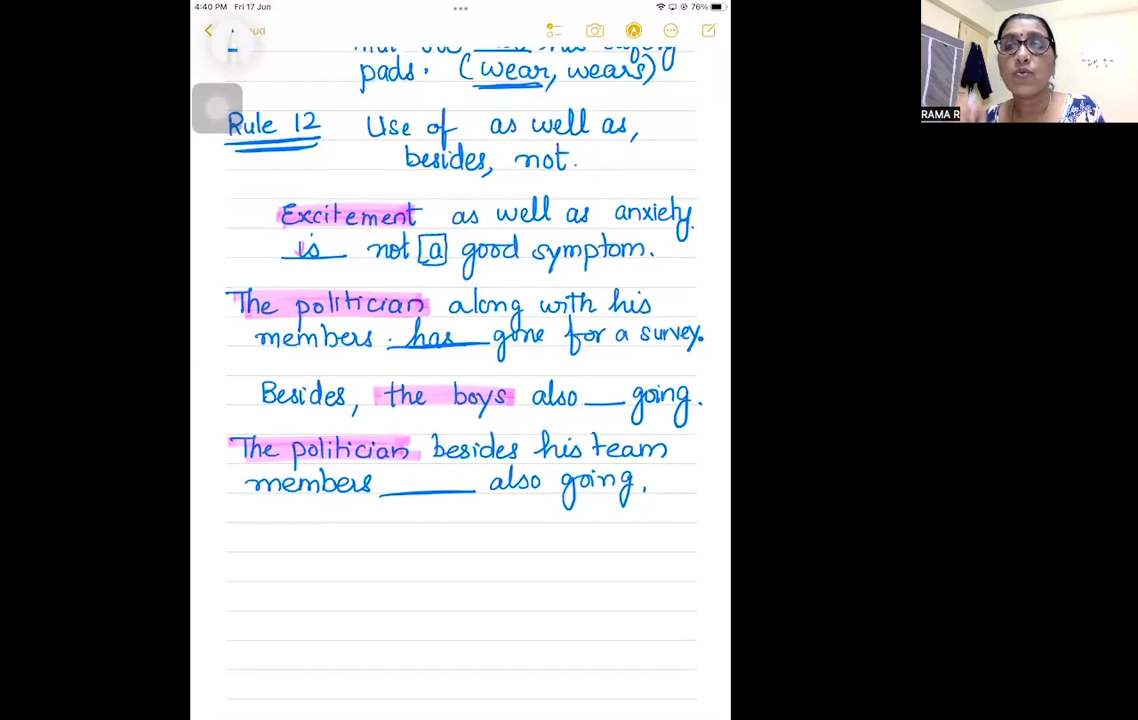 4:40 PM Fri 17 Jun
76%
pads. (wear, wears)
Rule 12 Use of as well as,
besides, not.
Excitement as well as anxiety.
is not a good symptom.
The politician along with his
members. has gone for a survey.
Besides, the boys also ___ going.
The politician besides his team
members ______ also going.
RAMA R